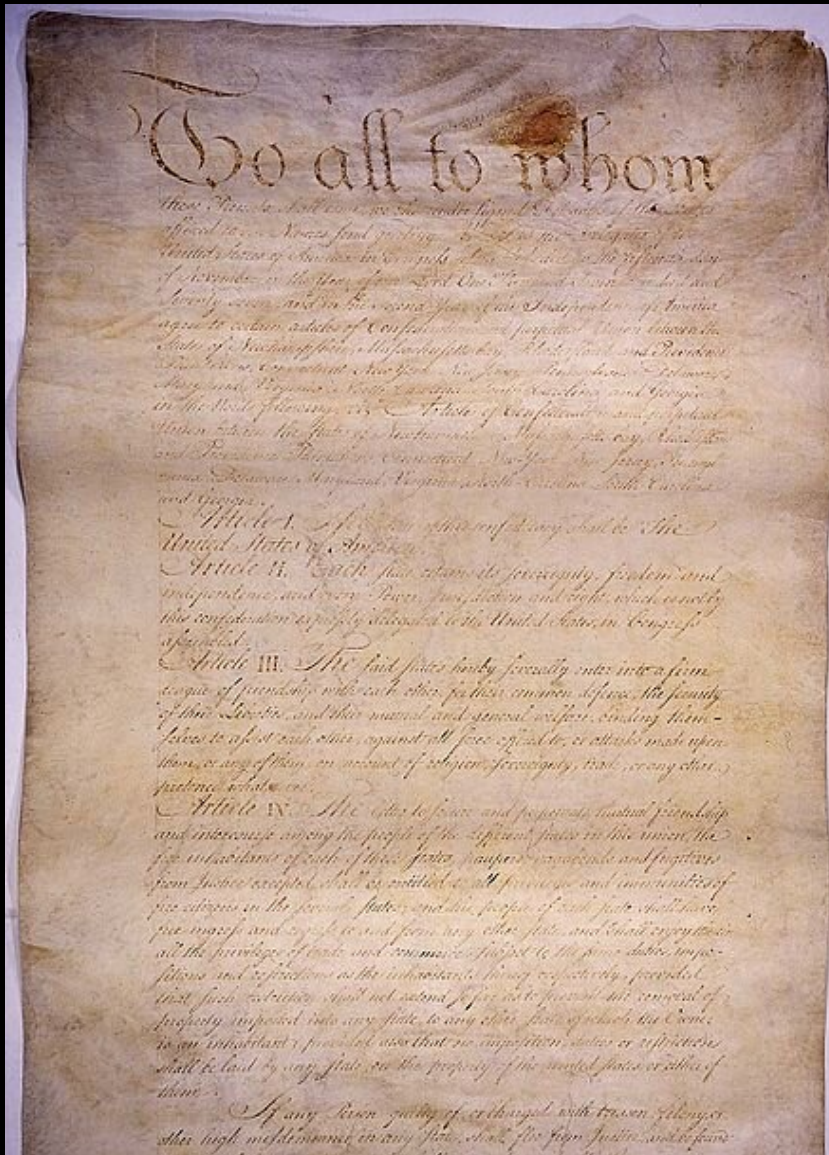 To all to whom
these Presents shall come, we the undersigned Delegates of the States
affixed to our Names send greeting. Whereas the Delegates of the
United States of America in Congress assembled did on the fifteenth day
of November in the Year of our Lord One Thousand Seven Hundred and
Seventy seven, and in the Second Year of the Independence of America
agree to certain articles of Confederation and perpetual Union between the
States of Newhampshire, Massachusetts-bay, Rhodeisland and Providence
Plantations, Connecticut, New York, New Jersey, Pennsylvania, Delaware,
Maryland, Virginia, North-Carolina, South-Carolina and Georgia
in the Words following, viz. Articles of Confederation and perpetual
Union between the States of Newhampshire, Massachusetts-bay, Rhodeisland
and Providence Plantations, Connecticut, New-York, New-Jersey, Pennsyl-
vania, Delaware, Maryland, Virginia, North-Carolina, South-Carolina
and Georgia.
Article I. The Stile of this confederacy shall be "The
United States of America."
Article II. Each state retains its sovereignty, freedom and
independence, and every Power, Jurisdiction and right, which is not by
this confederation expressly delegated to the United States, in Congress
assembled.
Article III. The said states hereby severally enter into a firm
league of friendship with each other, for their common defence, the security
of their Liberties, and their mutual and general welfare, binding them-
selves to assist each other, against all force offered to, or attacks made upon
them, or any of them, on account of religion, sovereignty, trade, or any other
pretence whatever.
Article IV. The better to secure and perpetuate mutual friendship
and intercourse among the people of the different states in this union, the
free inhabitants of each of these states, paupers, vagabonds and fugitives
from Justice excepted, shall be entitled to all privileges and immunities of
free citizens in the several states; and the people of each state shall have
free ingress and regress to and from any other state, and shall enjoy therein
all the privileges of trade and commerce, subject to the same duties, impo-
sitions and restrictions as the inhabitants thereof respectively, provided
that such restriction shall not extend so far as to prevent the removal of
property imported into any state, to any other state of which the Owner
is an inhabitant; provided also that no imposition, duties or restriction
shall be laid by any state, on the property of the united states, or either of
them.
If any Person guilty of, or charged with treason, felony, or
other high misdemeanor in any state, shall flee from Justice, and be found